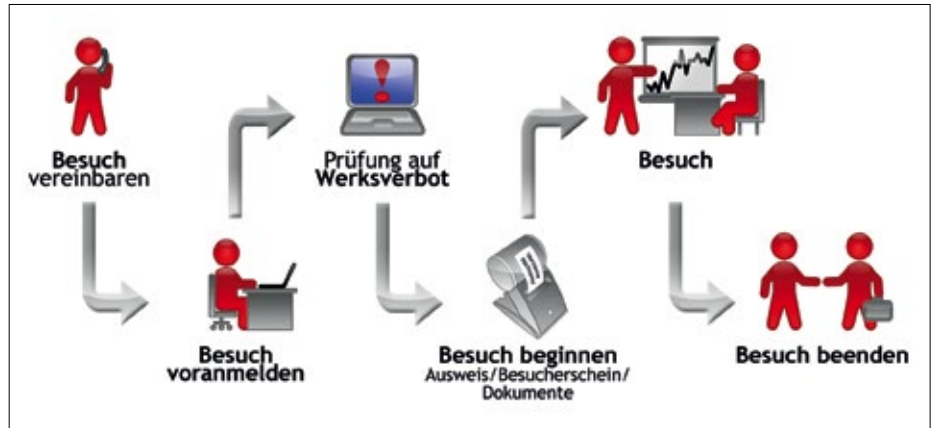 Besuch
vereinbaren
Besuch
voranmelden
Prüfung auf
Werksverbot
Besuch beginnen
Ausweis/Besucherschein/
Dokumente
Besuch
Besuch beenden